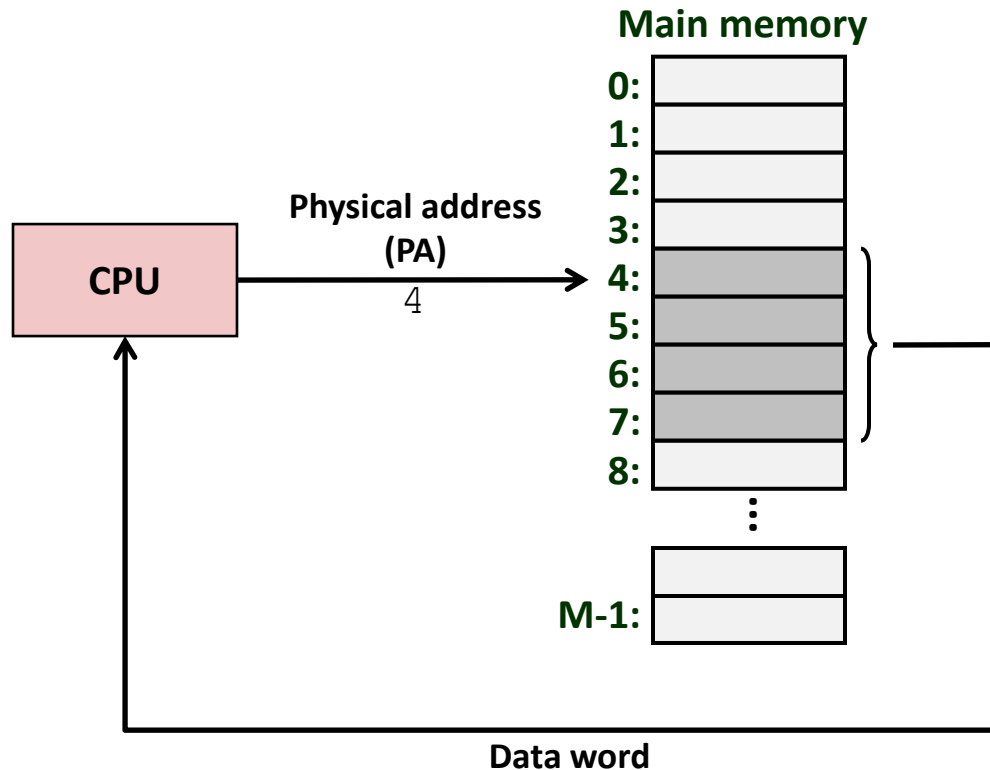 Main memory
0:
1:
2:
3:
Physical address
(PA)
CPU
4
4:
5:
6:
7:
8:
...
M-1:
Data word